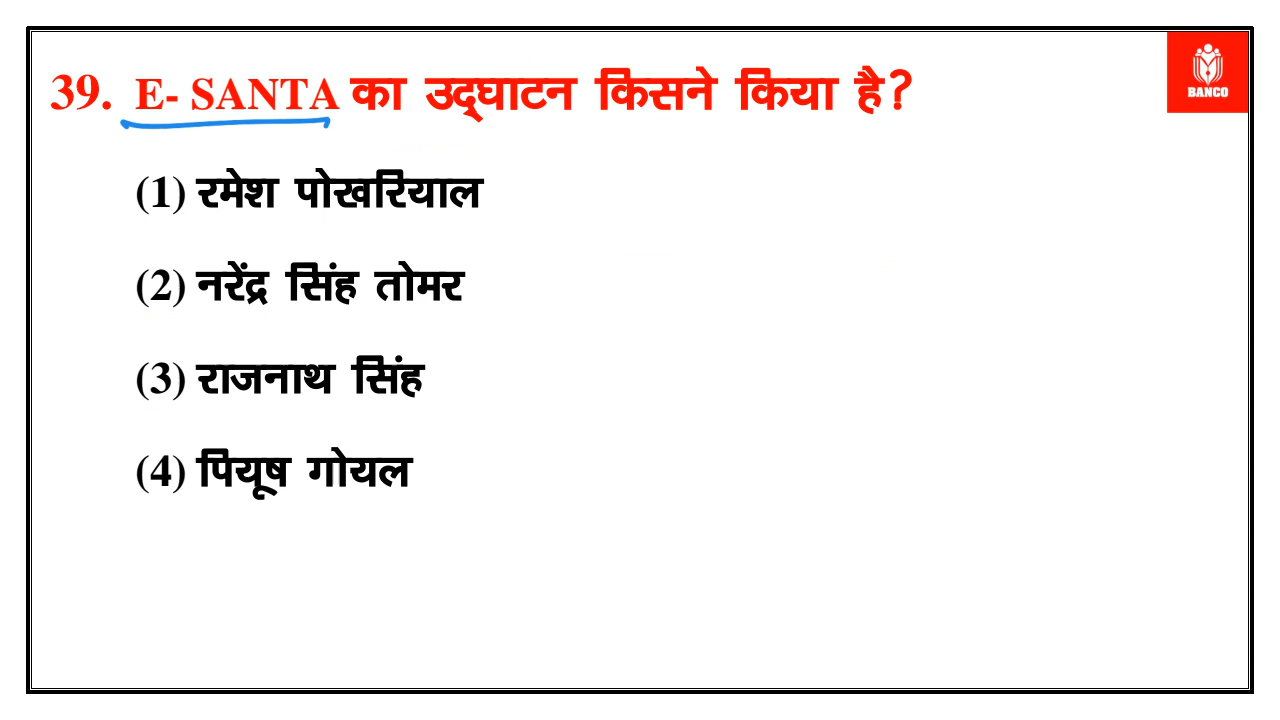 39. E- SANTA का उद्घाटन किसने किया है?
BANCO
(1) रमेश पोखरियाल
(2) नरेंद्र सिंह तोमर
(3) राजनाथ सिंह
(4) पियूष गोयल